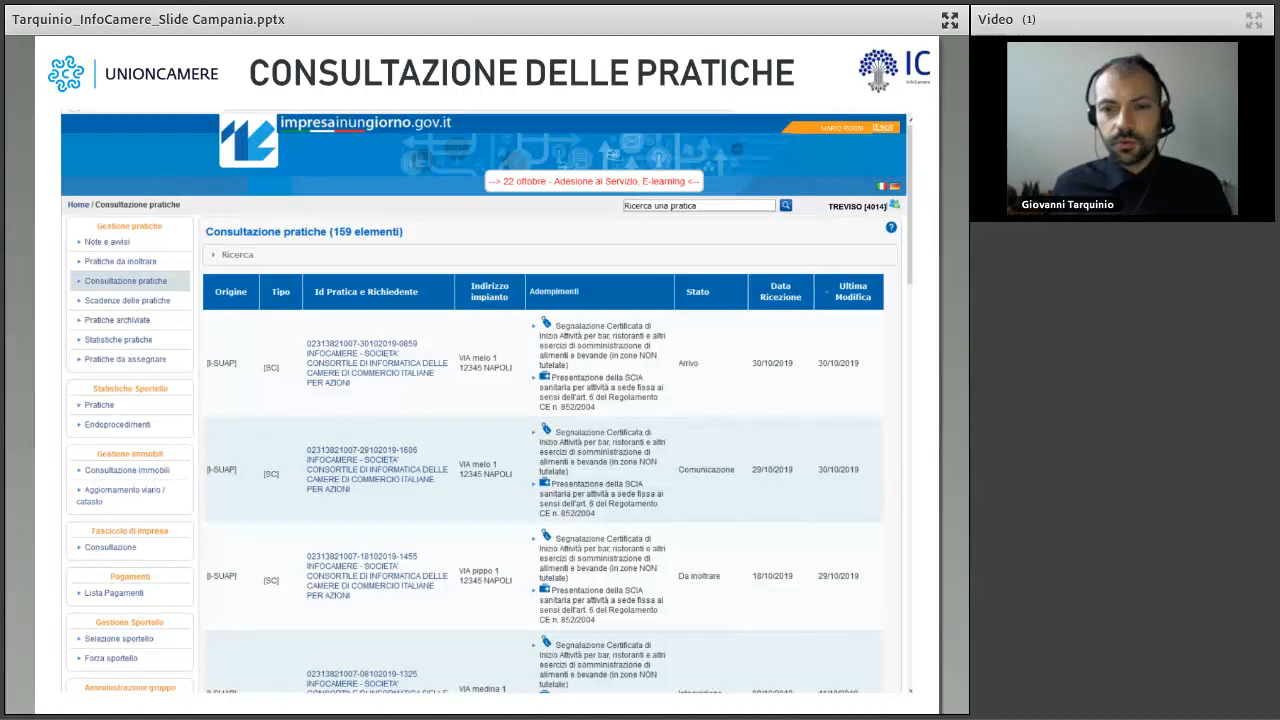 Tarquinio_InfoCamere_Slide Campania.pptx
Video (1)
UNIONCAMERE
CONSULTAZIONE DELLE PRATICHE
IC
InfoCamere
Giovanni Tarquinio
impresainungiorno.gov.it
MARIO ROSSI (Esci)
--> 22 ottobre - Adesione al Servizio, E-learning <--
Home / Consultazione pratiche
Ricerca una pratica
TREVISO [4014]
Gestione pratiche
Note e avvisi
Pratiche da inoltrare
Consultazione pratiche
Scadenze delle pratiche
Pratiche archiviate
Statistiche pratiche
Pratiche da assegnare
Statistiche Sportello
Pratiche
Endoprocedimenti
Gestione immobili
Consultazione immobili
Aggiornamento viario /
catasto
Fascicolo di impresa
Consultazione
Pagamenti
Lista Pagamenti
Gestione Sportello
Selezione sportello
Forza sportello
Amministrazione gruppo
Consultazione pratiche (159 elementi)
Ricerca
Origine
Tipo
Id Pratica e Richiedente
Indirizzo
impianto
Adempimenti
Stato
Data
Ricezione
Ultima
Modifica
[I-SUAP]
[SC]
02313821007-30102019-0859
INFOCAMERE - SOCIETA'
CONSORTILE DI INFORMATICA DELLE
CAMERE DI COMMERCIO ITALIANE
PER AZIONI
VIA melo 1
12345 NAPOLI
Segnalazione Certificata di
Inizio Attività per bar, ristoranti e altri
esercizi di somministrazione di
alimenti e bevande (in zone NON
tutelate)
Presentazione della SCIA
sanitaria per attività a sede fissa ai
sensi dell'art. 6 del Regolamento
CE n. 852/2004
Arrivo
30/10/2019
30/10/2019
[I-SUAP]
[SC]
02313821007-29102019-1606
INFOCAMERE - SOCIETA'
CONSORTILE DI INFORMATICA DELLE
CAMERE DI COMMERCIO ITALIANE
PER AZIONI
VIA melo 1
12345 NAPOLI
Segnalazione Certificata di
Inizio Attività per bar, ristoranti e altri
esercizi di somministrazione di
alimenti e bevande (in zone NON
tutelate)
Presentazione della SCIA
sanitaria per attività a sede fissa ai
sensi dell'art. 6 del Regolamento
CE n. 852/2004
Comunicazione
29/10/2019
30/10/2019
[I-SUAP]
[SC]
02313821007-18102019-1455
INFOCAMERE - SOCIETA'
CONSORTILE DI INFORMATICA DELLE
CAMERE DI COMMERCIO ITALIANE
PER AZIONI
VIA pippo 1
12345 NAPOLI
Segnalazione Certificata di
Inizio Attività per bar, ristoranti e altri
esercizi di somministrazione di
alimenti e bevande (in zone NON
tutelate)
Presentazione della SCIA
sanitaria per attività a sede fissa ai
sensi dell'art. 6 del Regolamento
CE n. 852/2004
Da inoltrare
18/10/2019
29/10/2019
02313821007-08102019-1325
INFOCAMERE - SOCIETA'
VIA medina 1
Segnalazione Certificata di
Inizio Attività per bar, ristoranti e altri
esercizi di somministrazione di
alimenti e bevande (in zone NON
tutelate)